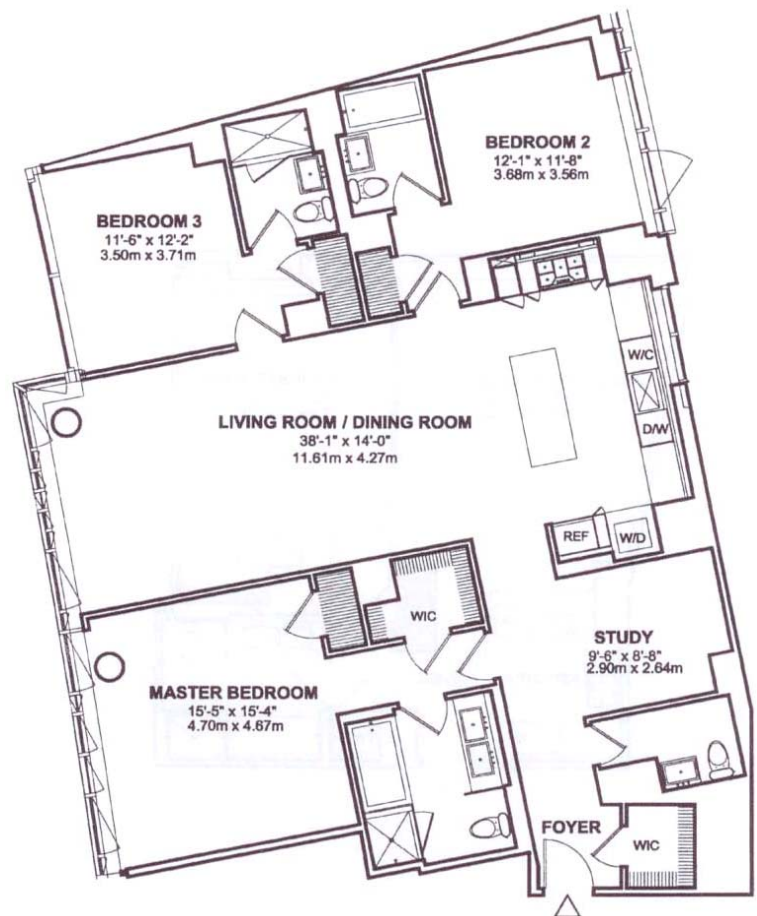 BEDROOM 2
12'-1" x 11'-8"
3.68m x 3.56m
BEDROOM 3
11'-6" x 12'-2"
3.50m x 3.71m
W/C
D/W
LIVING ROOM / DINING ROOM
38'-1" x 14'-0"
11.61m x 4.27m
REF
W/D
WIC
STUDY
9'-6" x 8'-8"
2.90m x 2.64m
MASTER BEDROOM
15'-5" x 15'-4"
4.70m x 4.67m
FOYER
WIC